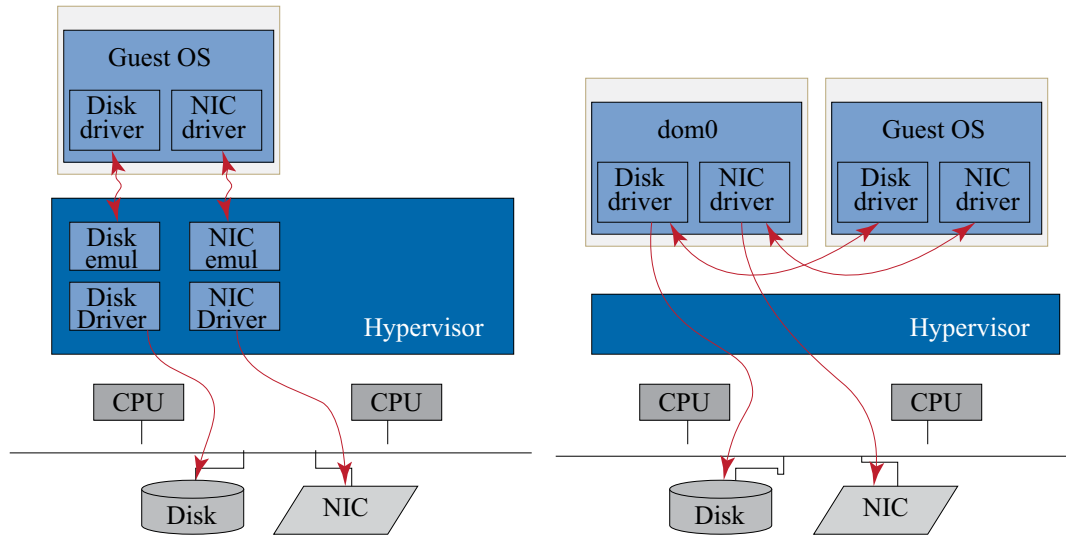 Guest OS
Disk
driver
NIC
driver
Disk
emul
NIC
emul
Disk
Driver
NIC
Driver
Hypervisor
CPU
CPU
Disk
NIC
dom0
Disk
driver
NIC
driver
Guest OS
Disk
driver
NIC
driver
Hypervisor
CPU
CPU
Disk
NIC